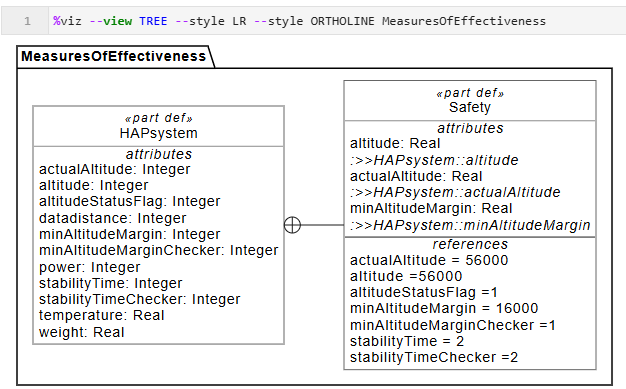 1 %viz --view TREE --style LR --style ORTHOLINE MeasuresOfEffectiveness
MeasuresOfEffectiveness
«part def»
HAPsystem
attributes
actualAltitude: Integer
altitude: Integer
altitudeStatusFlag: Integer
datadistance: Integer
minAltitudeMargin: Integer
minAltitudeMarginChecker: Integer
power: Integer
stabilityTime: Integer
stabilityTimeChecker: Integer
temperature: Real
weight: Real
«part def»
Safety
attributes
altitude: Real
:>>HAPsystem::altitude
actualAltitude: Real
:>>HAPsystem::actualAltitude
minAltitudeMargin: Real
:>>HAPsystem::minAltitudeMargin
references
actualAltitude = 56000
altitude =56000
altitudeStatusFlag =1
minAltitudeMargin = 16000
minAltitudeMarginChecker =1
stabilityTime = 2
stabilityTimeChecker =2